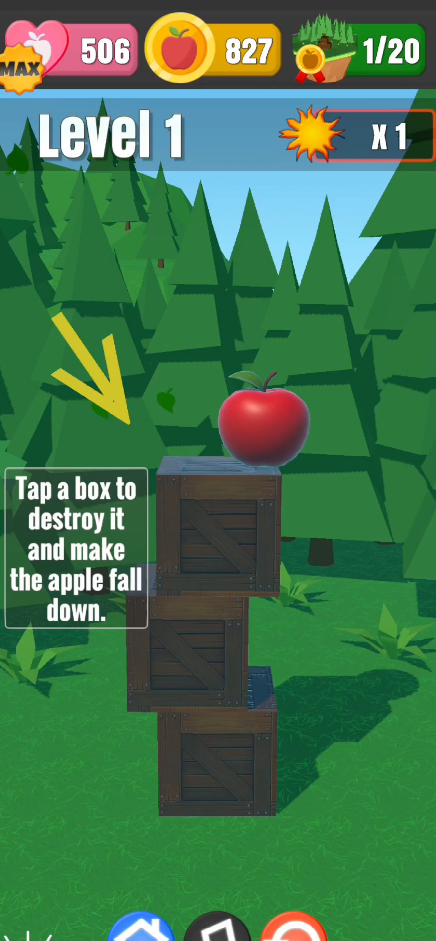 MAX
506
827
1/20
Level 1
X 1
Tap a box to
destroy it
and make
the apple fall
down.